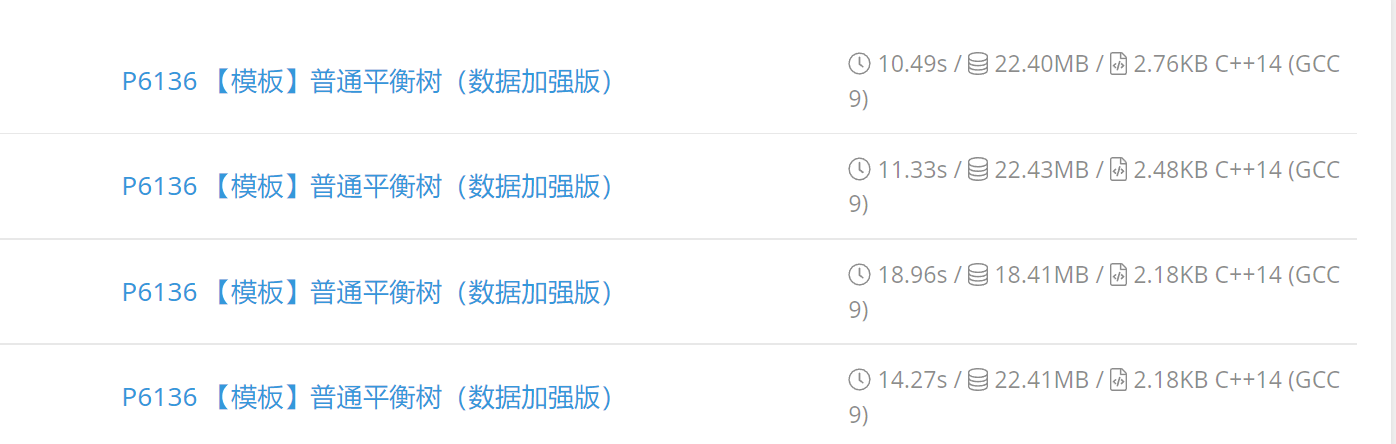 P6136 【模板】普通平衡树（数据加强版）
10.49s / 22.40MB / 2.76KB C++14 (GCC
9)
P6136 【模板】普通平衡树（数据加强版）
11.33s / 22.43MB / 2.48KB C++14 (GCC
9)
P6136 【模板】普通平衡树（数据加强版）
18.96s / 18.41MB / 2.18KB C++14 (GCC
9)
P6136 【模板】普通平衡树（数据加强版）
14.27s / 22.41MB / 2.18KB C++14 (GCC
9)